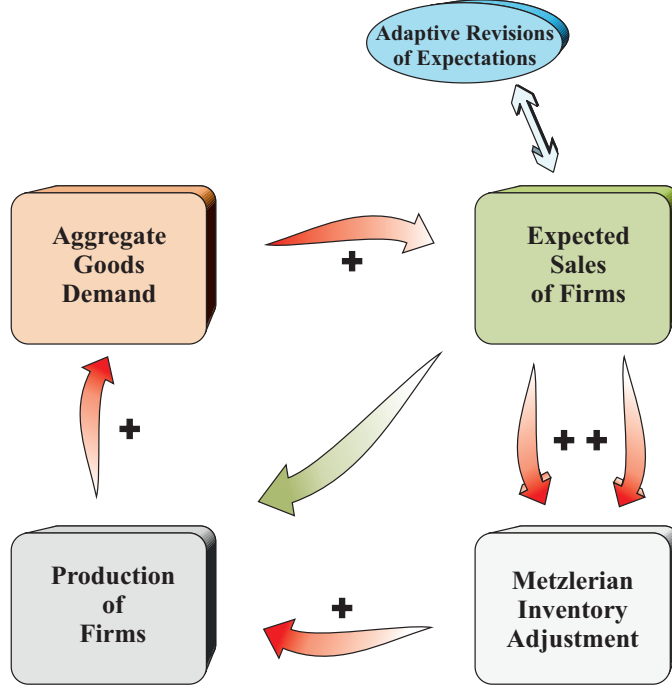 Adaptive Revisions
of Expectations
Aggregate
Goods
Demand
+
Expected
Sales
of Firms
+
+ +
Production
of
Firms
+
Metzlerian
Inventory
Adjustment